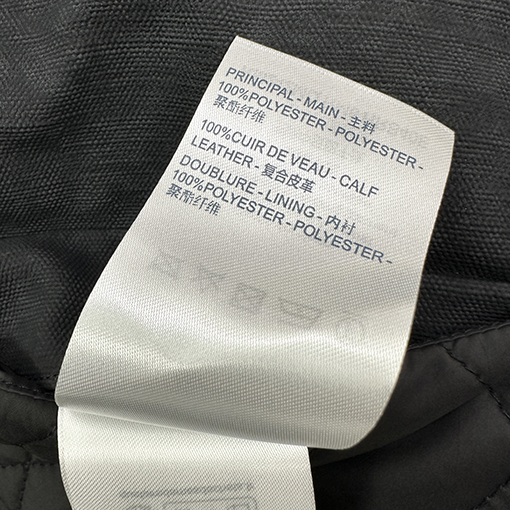 PRINCIPAL - MAIN - 主料
100%POLYESTER - POLYESTER -
聚酯纤维
100%CUIR DE VEAU - CALF
LEATHER - 复合皮革
DOUBLURE - LINING - 内衬
100%POLYESTER - POLYESTER -
聚酯纤维